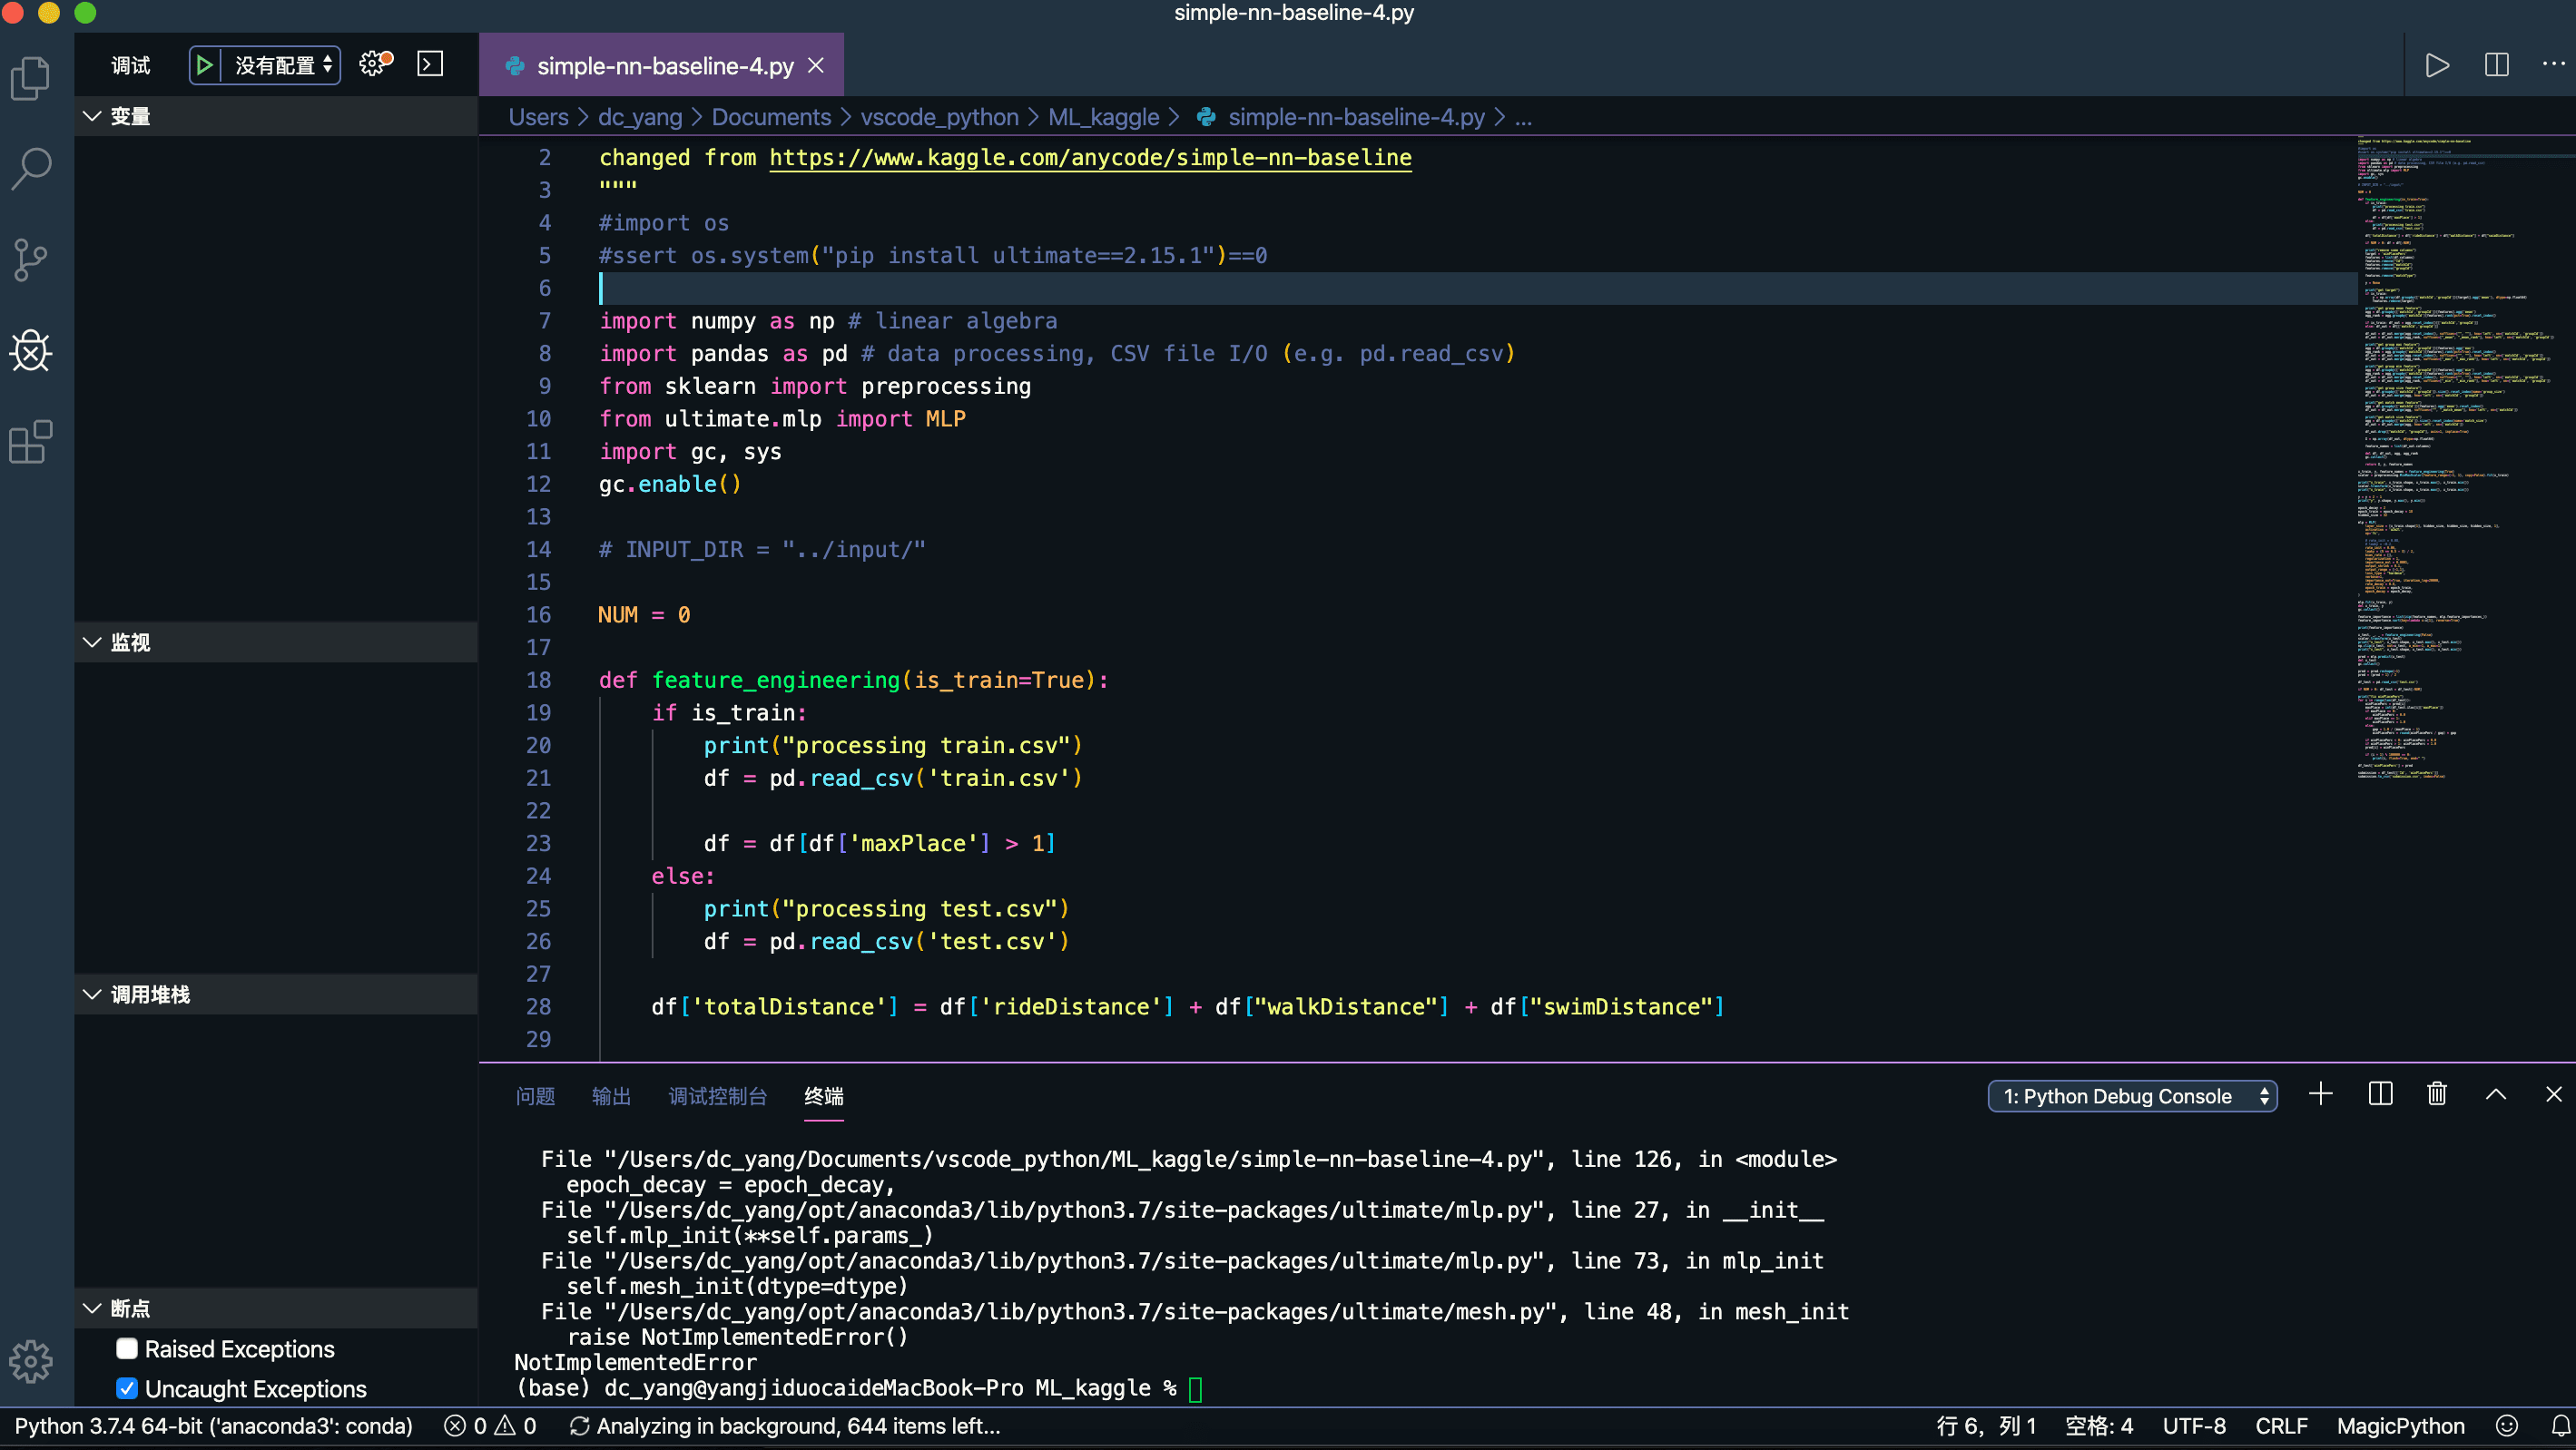 simple-nn-baseline-4.py
调试
没有配置
simple-nn-baseline-4.py
变量
Users > dc_yang > Documents > vscode_python > ML_kaggle > simple-nn-baseline-4.py > ...
2 changed from https://www.kaggle.com/anycode/simple-nn-baseline
3 """
4 #import os
5 #ssert os.system("pip install ultimate==2.15.1")==0
6
7 import numpy as np # linear algebra
8 import pandas as pd # data processing, CSV file I/O (e.g. pd.read_csv)
9 from sklearn import preprocessing
10 from ultimate.mlp import MLP
11 import gc, sys
12 gc.enable()
13
14 # INPUT_DIR = "../input/"
15
16 NUM = 0
17
18 def feature_engineering(is_train=True):
19 if is_train:
20 print("processing train.csv")
21 df = pd.read_csv('train.csv')
22
23 df = df[df['maxPlace'] > 1]
24 else:
25 print("processing test.csv")
26 df = pd.read_csv('test.csv')
27
28 df['totalDistance'] = df['rideDistance'] + df["walkDistance"] + df["swimDistance"]
29
监视
调用堆栈
断点
Raised Exceptions
Uncaught Exceptions
问题 输出 调试控制台 终端
1: Python Debug Console
File "/Users/dc_yang/Documents/vscode_python/ML_kaggle/simple-nn-baseline-4.py", line 126, in <module>
epoch_decay = epoch_decay,
File "/Users/dc_yang/opt/anaconda3/lib/python3.7/site-packages/ultimate/mlp.py", line 27, in __init__
self.mlp_init(**self.params_)
File "/Users/dc_yang/opt/anaconda3/lib/python3.7/site-packages/ultimate/mlp.py", line 73, in mlp_init
self.mesh_init(dtype=dtype)
File "/Users/dc_yang/opt/anaconda3/lib/python3.7/site-packages/ultimate/mesh.py", line 48, in mesh_init
raise NotImplementedError()
NotImplementedError
(base) dc_yang@yangjiduocaideMacBook-Pro ML_kaggle %
Python 3.7.4 64-bit ('anaconda3': conda) 0 0 Analyzing in background, 644 items left... 行 6, 列 1 空格: 4 UTF-8 CRLF MagicPython